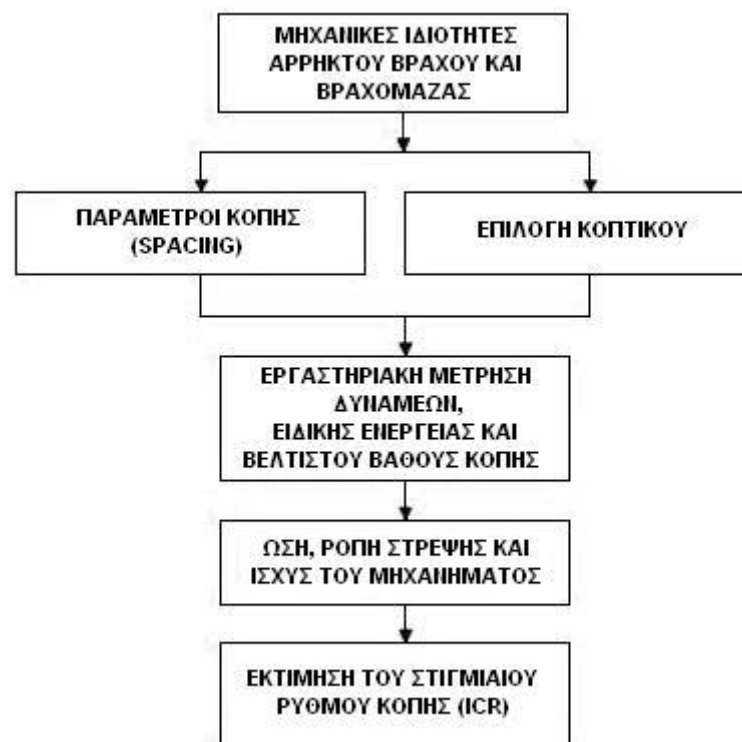 ΜΗΧΑΝΙΚΕΣ ΙΔΙΟΤΗΤΕΣ
ΑΡΡΗΚΤΟΥ ΒΡΑΧΟΥ ΚΑΙ
ΒΡΑΧΟΜΑΖΑΣ
ΠΑΡΑΜΕΤΡΟΙ ΚΟΠΗΣ
(SPACING)
ΕΠΙΛΟΓΗ ΚΟΠΤΙΚΟΥ
ΕΡΓΑΣΤΗΡΙΑΚΗ ΜΕΤΡΗΣΗ
ΔΥΝΑΜΕΩΝ,
ΕΙΔΙΚΗΣ ΕΝΕΡΓΕΙΑΣ ΚΑΙ
ΒΕΛΤΙΣΤΟΥ ΒΑΘΟΥΣ ΚΟΠΗΣ
ΩΣΗ, ΡΟΠΗ ΣΤΡΕΨΗΣ ΚΑΙ
ΙΣΧΥΣ ΤΟΥ ΜΗΧΑΝΗΜΑΤΟΣ
ΕΚΤΙΜΗΣΗ ΤΟΥ ΣΤΙΓΜΙΑΙΟΥ
ΡΥΘΜΟΥ ΚΟΠΗΣ (ICR)